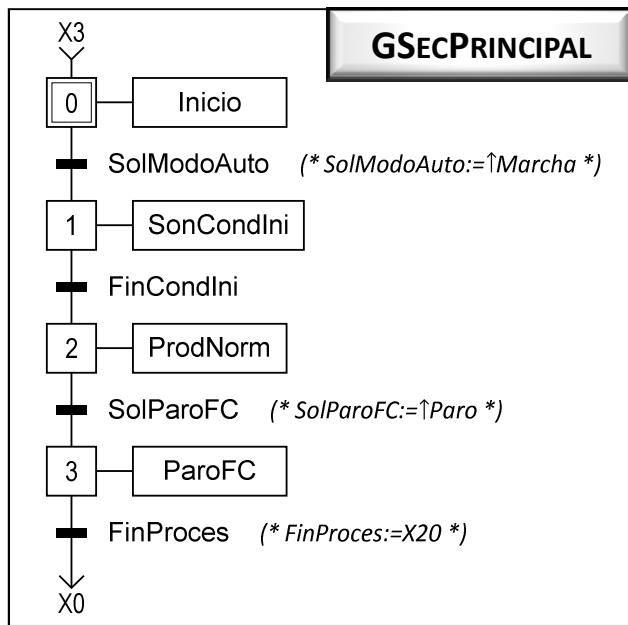 X3
GSECPRINCIPAL
0 Inicio
SolModoAuto (* SolModoAuto:=↑Marcha *)
1 SonCondIni
FinCondIni
2 ProdNorm
SolParoFC (* SolParoFC:=↑Paro *)
3 ParoFC
FinProces (* FinProces:=X20 *)
X0